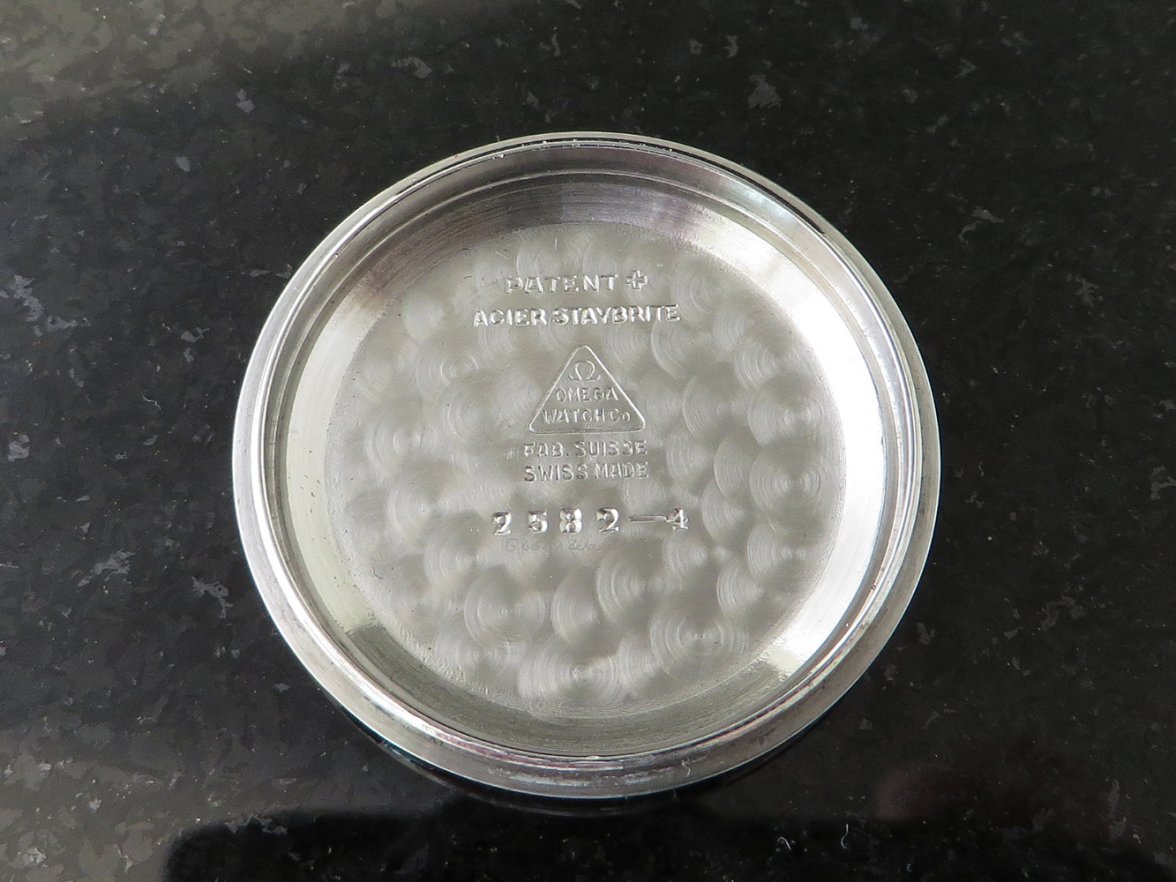 PATENT +
ACIER STAYBRITE
Ω
OMEGA
WATCH Co
FAB. SUISSE
SWISS MADE
2582-4